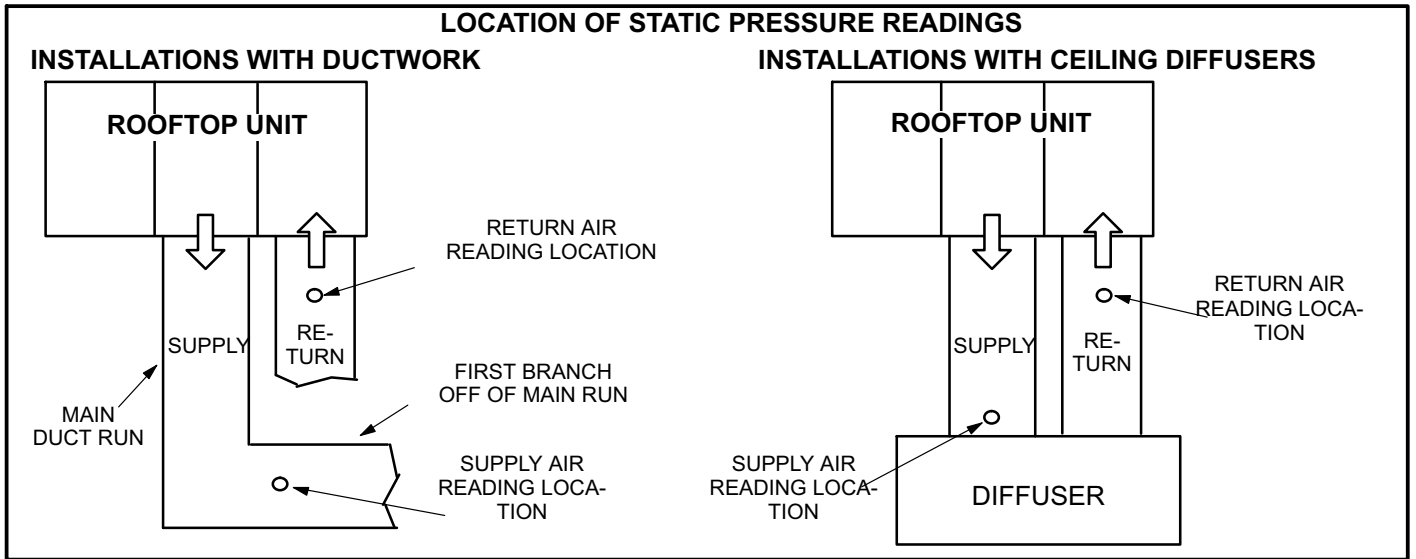 LOCATION OF STATIC PRESSURE READINGS
INSTALLATIONS WITH DUCTWORK
ROOFTOP UNIT
RETURN AIR
READING LOCATION
SUPPLY
RE-
TURN
FIRST BRANCH
OFF OF MAIN RUN
MAIN
DUCT RUN
SUPPLY AIR
READING LOCA-
TION
INSTALLATIONS WITH CEILING DIFFUSERS
ROOFTOP UNIT
RETURN AIR
READING LOCA-
TION
SUPPLY
RE-
TURN
SUPPLY AIR
READING LOCA-
TION
DIFFUSER